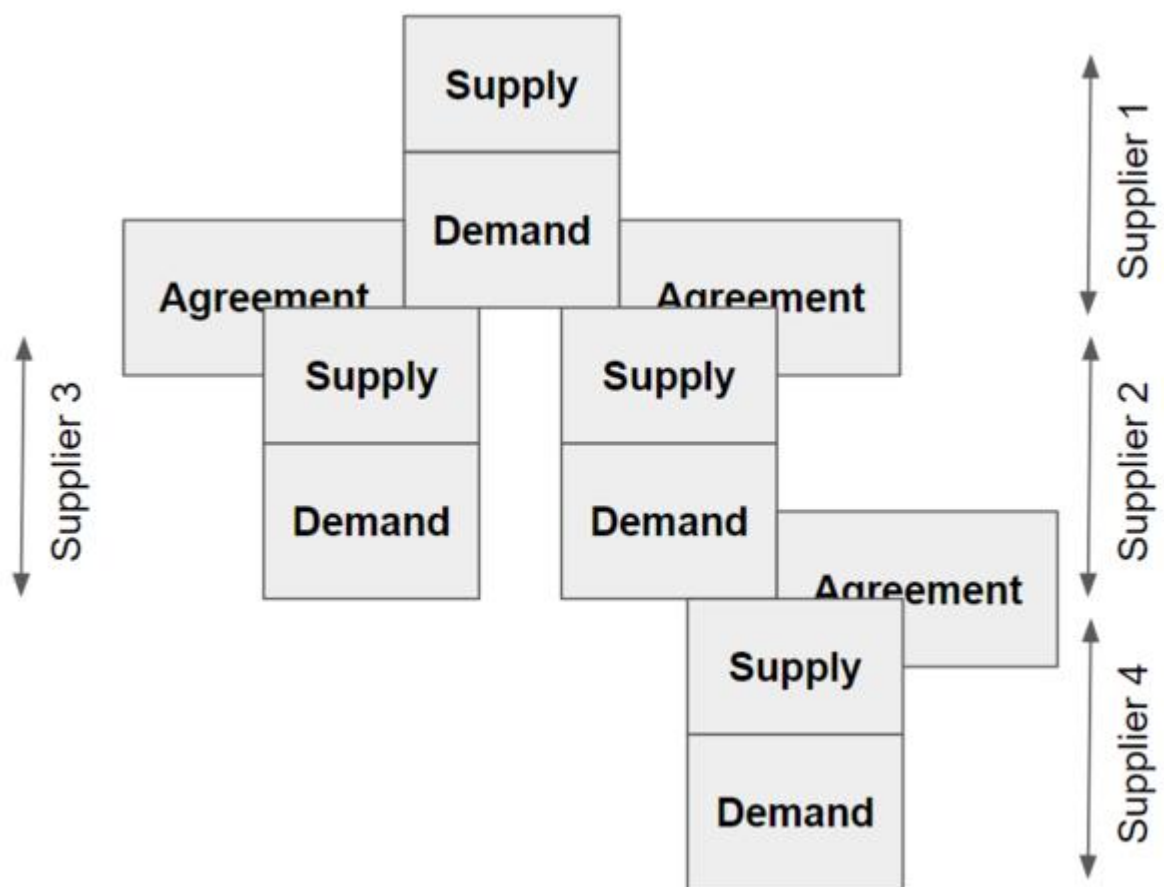 Supply
Supplier 1
Demand
Agreement
Agreement
Supply
Supply
Supplier 3
Supplier 2
Demand
Demand
Agreement
Supply
Supplier 4
Demand